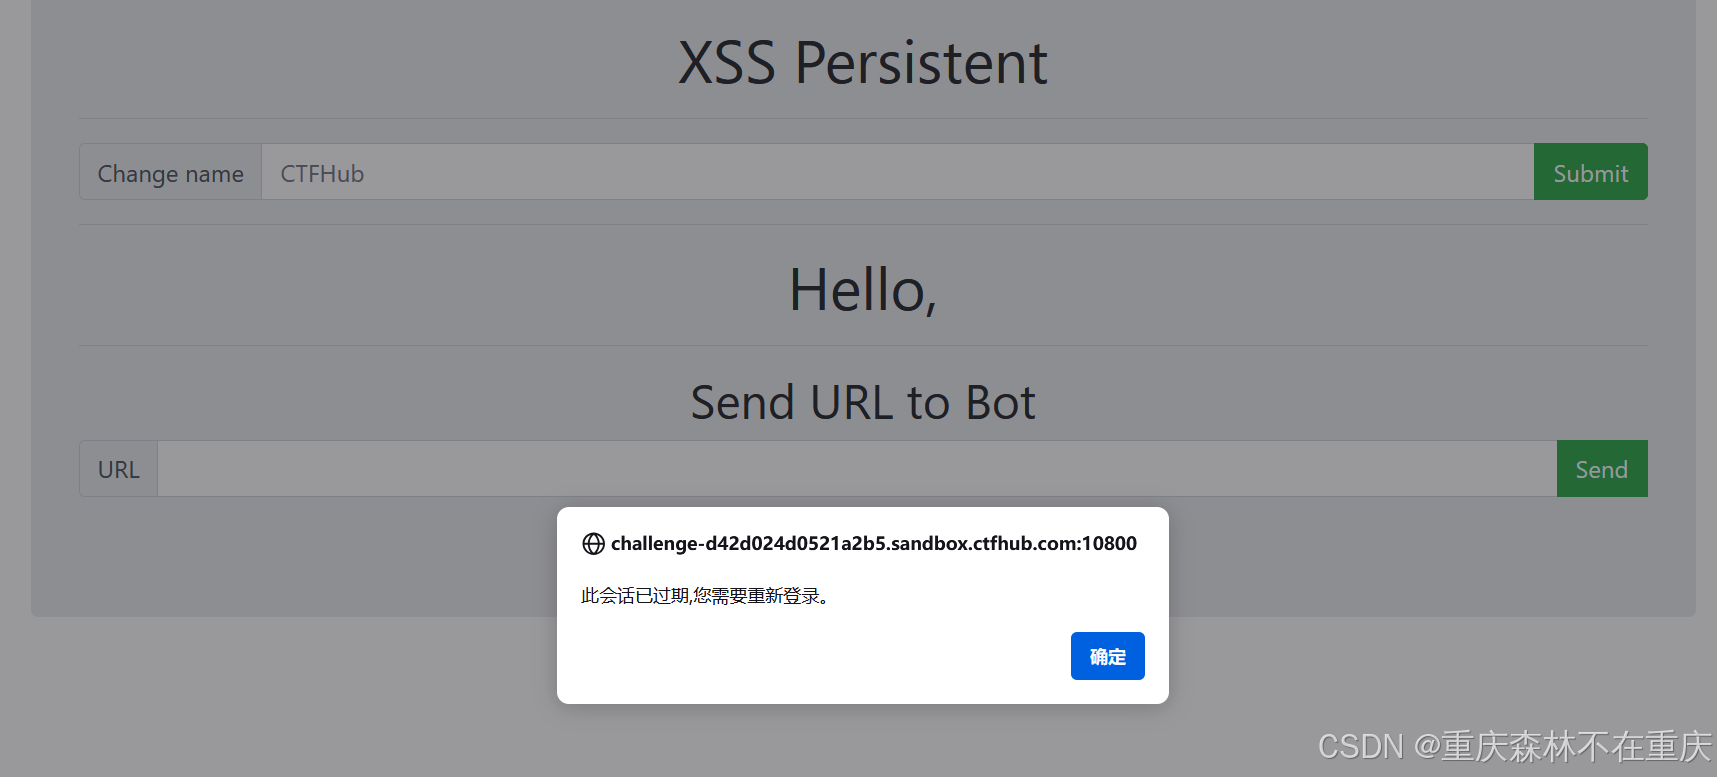 XSS Persistent
Change name CTFHub Submit
Hello,
Send URL to Bot
URL Send
challenge-d42d024d0521a2b5.sandbox.ctfhub.com:10800
此会话已过期,您需要重新登录。
确定
CSDN @重庆森林不在重庆